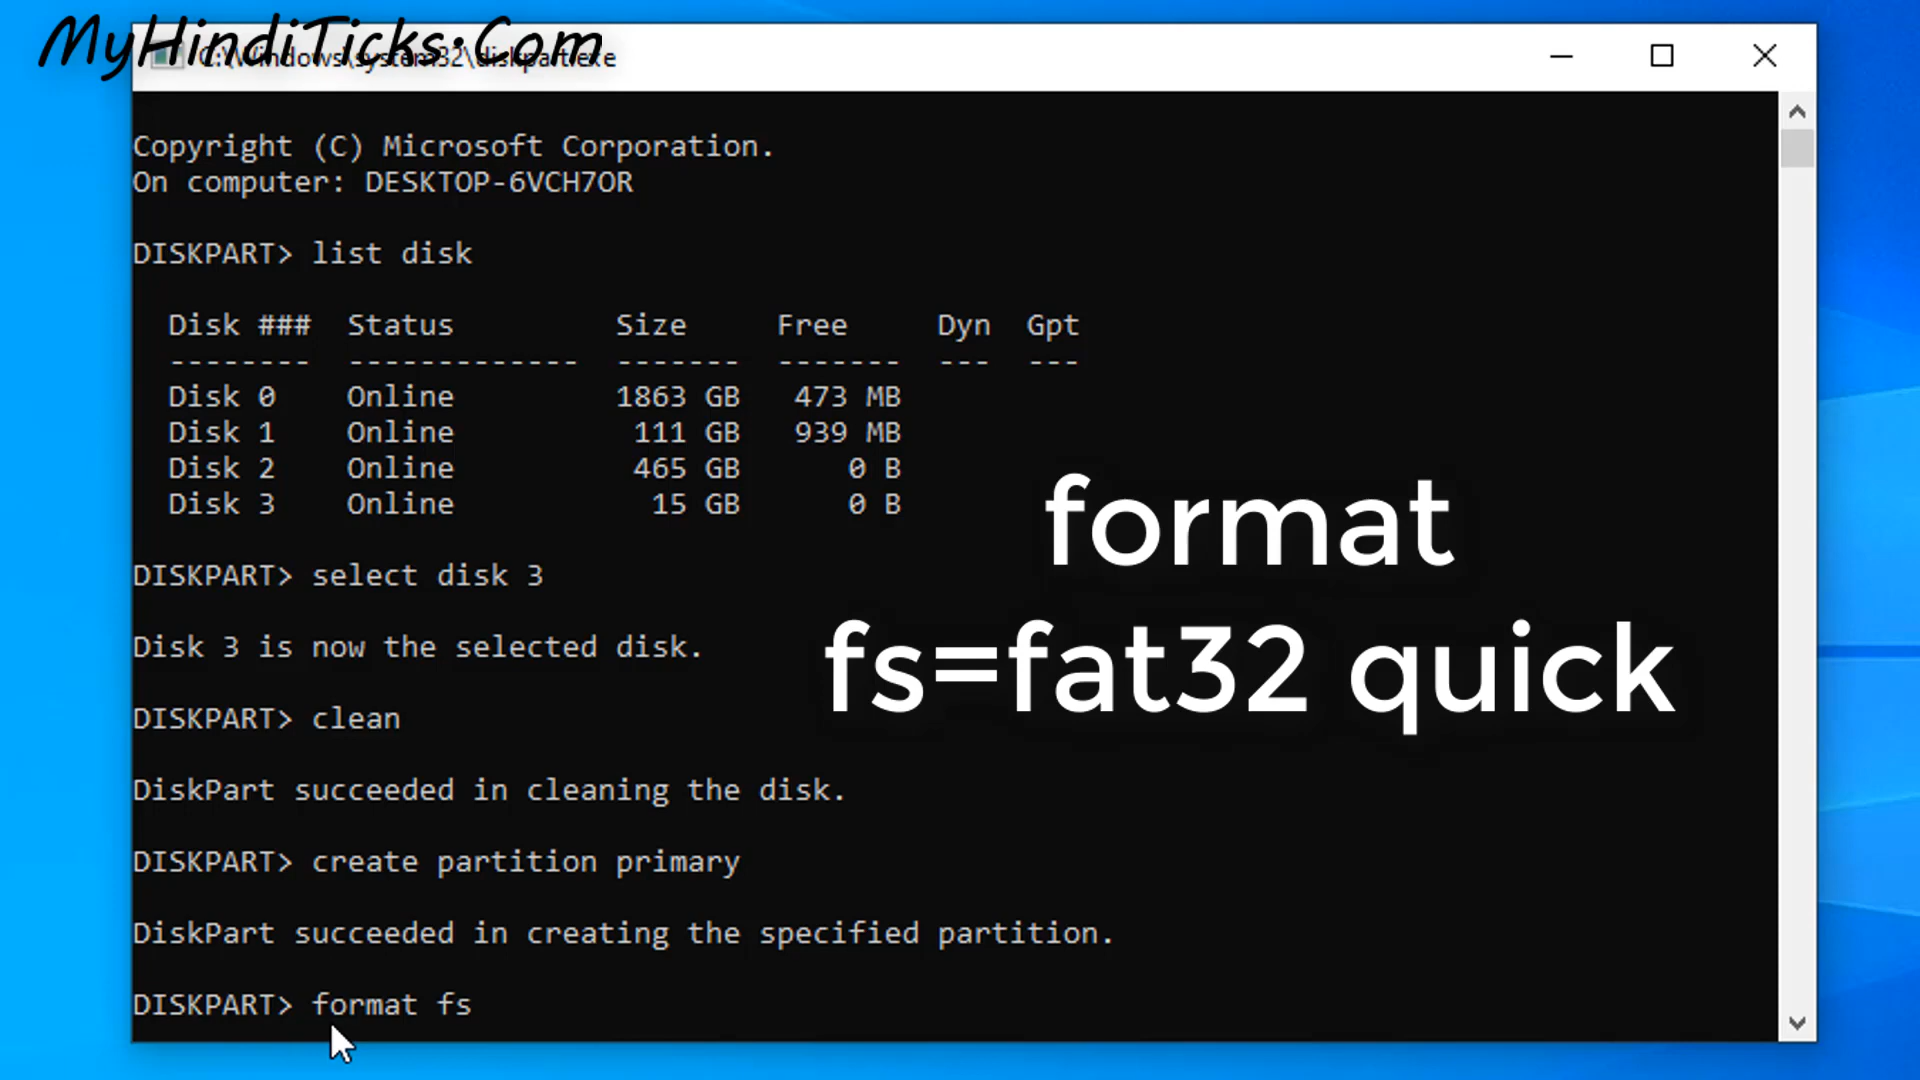 MyHindiTicks.Com
C:\Windows\system32\diskpart.exe
Copyright (C) Microsoft Corporation.
On computer: DESKTOP-6VCH7OR
DISKPART> list disk
Disk ### Status Size Free Dyn Gpt
-------- ------------- ------- ------- --- ---
Disk 0 Online 1863 GB 473 MB
Disk 1 Online 111 GB 939 MB
Disk 2 Online 465 GB 0 B
Disk 3 Online 15 GB 0 B
DISKPART> select disk 3
Disk 3 is now the selected disk.
DISKPART> clean
DiskPart succeeded in cleaning the disk.
DISKPART> create partition primary
DiskPart succeeded in creating the specified partition.
DISKPART> format fs
format
fs=fat32 quick